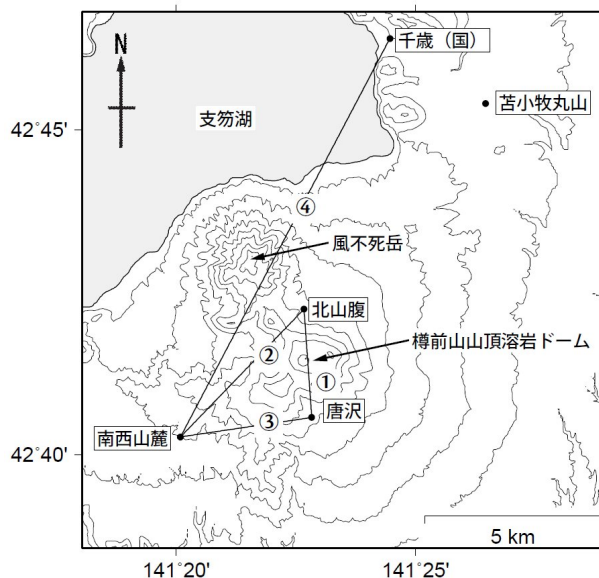 千歳（国）
N
苫小牧丸山
42°45'
支笏湖
④
風不死岳
北山腹
樽前山山頂溶岩ドーム
②
①
唐沢
③
南西山麓
42°40'
5 km
141°20'
141°25'